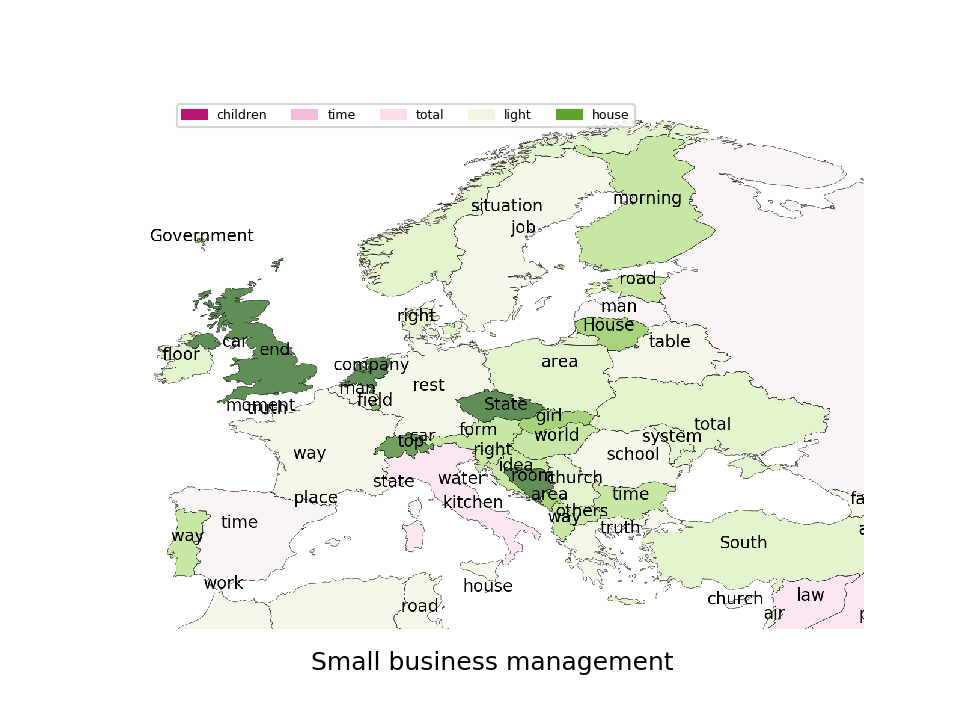 children time total light house
situation
morning
job
Government
road
man
right
House
car
table
end
floor
area
company
rest
man
field
State
moment
truth
girl
total
form
world
car
system
top
right
way
school
idea
church
state
water
room
area
time
place
kitchen
others
way
time
truth
way
South
work
house
law
church
road
air
Small business management